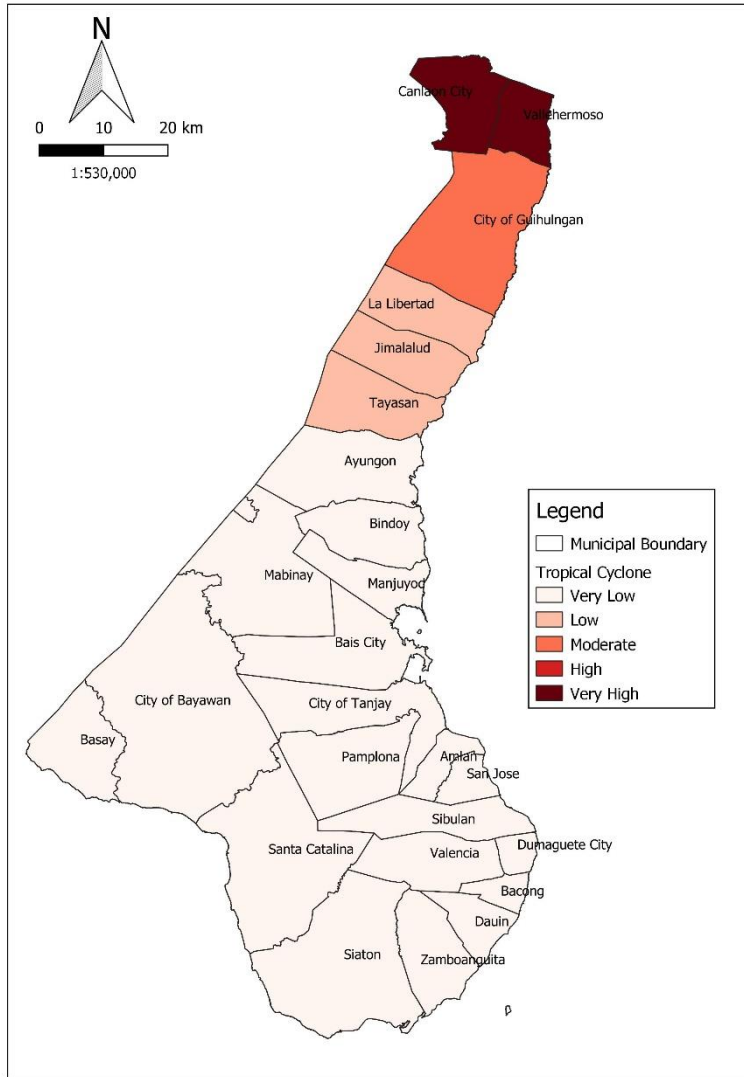 N
0 10 20 km
1:530,000
Canlaon City
Vallehermoso
City of Guihulngan
La Libertad
Jimalalud
Tayasan
Ayungon
Bindoy
Mabinay
Manjuyod
Bais City
City of Bayawan
City of Tanjay
Basay
Pamplona
Amlan
San Jose
Sibulan
Santa Catalina
Valencia
Dumaguete City
Bacong
Dauin
Siaton
Zamboanguita
Legend
Municipal Boundary
Tropical Cyclone
Very Low
Low
Moderate
High
Very High